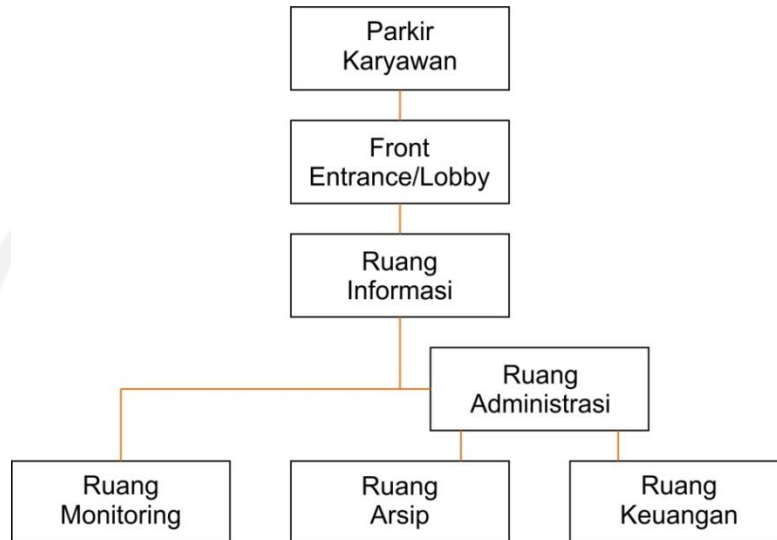 Parkir
Karyawan
Front
Entrance/Lobby
Ruang
Informasi
Ruang
Administrasi
Ruang
Monitoring
Ruang
Arsip
Ruang
Keuangan